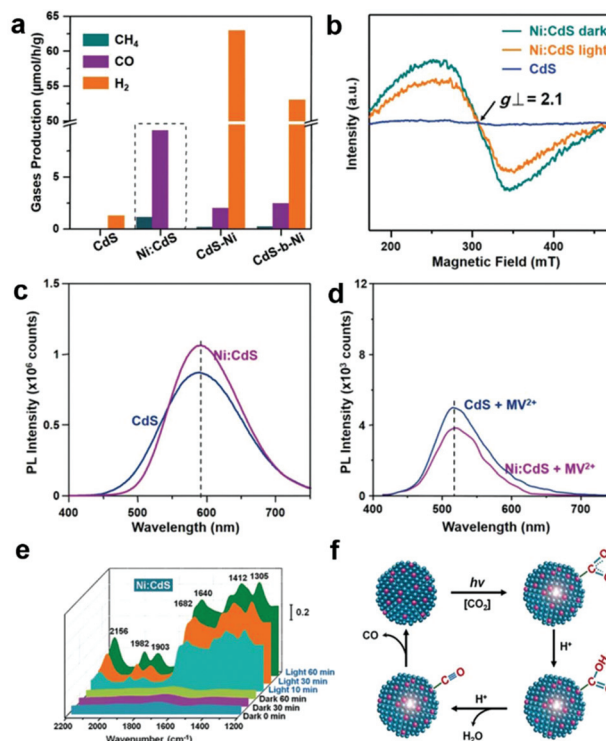 a
CH4
CO
H2
Gases Production (μmol/h/g)
65
60
55
50
5
0
CdS
Ni:CdS
CdS-Ni
CdS-b-Ni
b
Ni:CdS dark
Ni:CdS light
CdS
g⊥ = 2.1
Intensity (a.u.)
200
300
400
Magnetic Field (mT)
c
PL Intensity (x10⁶ counts)
1.5
1
0.5
0
Ni:CdS
CdS
400
500
600
700
Wavelength (nm)
d
PL Intensity (x10³ counts)
12
8
4
0
CdS + MV²⁺
Ni:CdS + MV²⁺
400
500
600
700
Wavelength (nm)
e
Ni:CdS
2156
1982
1903
1682
1640
1412
1305
0.2
Light 60 min
Light 30 min
Light 10 min
Dark 60 min
Dark 30 min
Dark 0 min
2200
2000
1800
1600
1400
1200
Wavenumber (cm⁻¹)
f
hν
[CO2]
H⁺
H⁺
H2O
CO
C
O
C
OH
C≡O